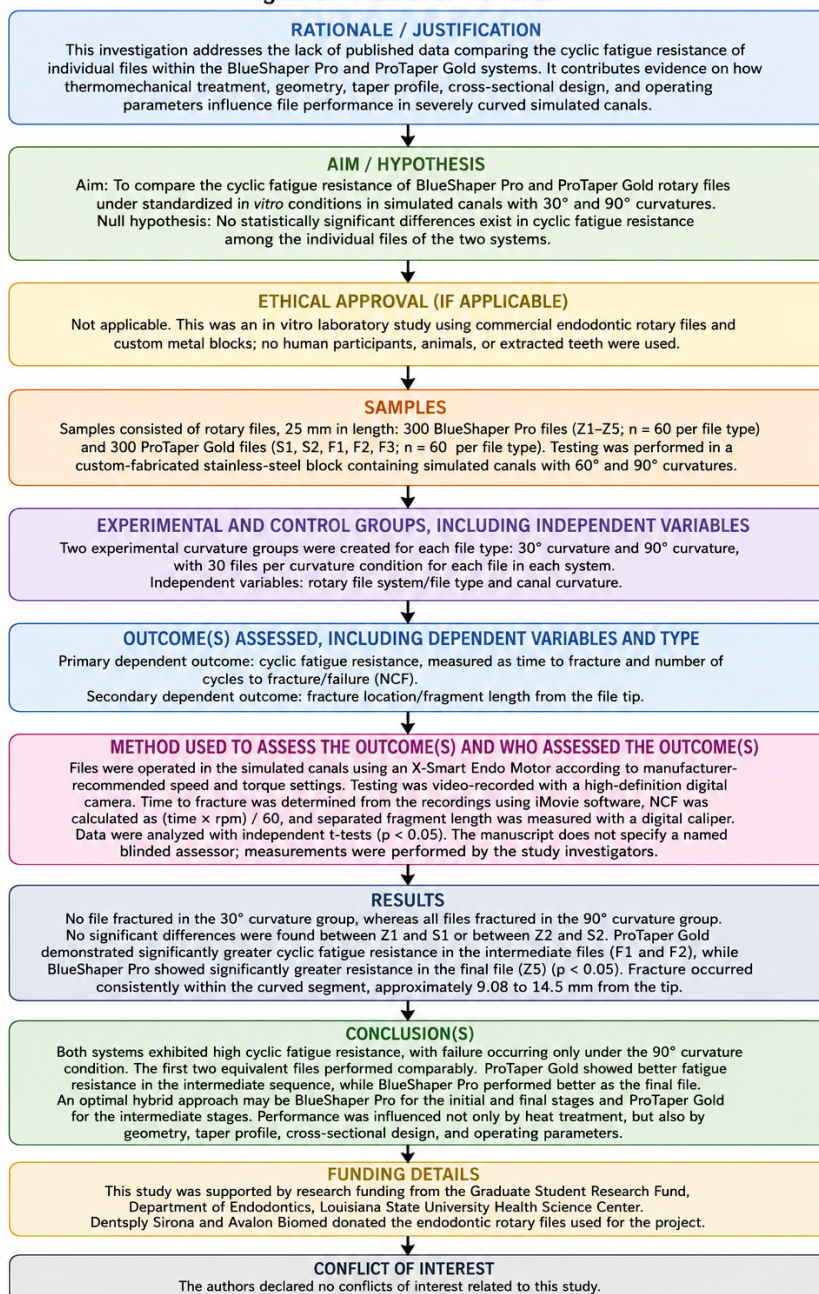 RATIONALE / JUSTIFICATION
This investigation addresses the lack of published data comparing the cyclic fatigue resistance of
individual files within the BlueShaper Pro and ProTaper Gold systems. It contributes evidence on how
thermomechanical treatment, geometry, taper profile, cross-sectional design, and operating
parameters influence file performance in severely curved simulated canals.
AIM / HYPOTHESIS
Aim: To compare the cyclic fatigue resistance of BlueShaper Pro and ProTaper Gold rotary files
under standardized in vitro conditions in simulated canals with 30° and 90° curvatures.
Null hypothesis: No statistically significant differences exist in cyclic fatigue resistance
among the individual files of the two systems.
ETHICAL APPROVAL (IF APPLICABLE)
Not applicable. This was an in vitro laboratory study using commercial endodontic rotary files and
custom metal blocks; no human participants, animals, or extracted teeth were used.
SAMPLES
Samples consisted of rotary files, 25 mm in length: 300 BlueShaper Pro files (Z1–Z5; n = 60 per file type)
and 300 ProTaper Gold files (S1, S2, F1, F2, F3; n = 60 per file type). Testing was performed in a
custom-fabricated stainless-steel block containing simulated canals with 60° and 90° curvatures.
EXPERIMENTAL AND CONTROL GROUPS, INCLUDING INDEPENDENT VARIABLES
Two experimental curvature groups were created for each file type: 30° curvature and 90° curvature,
with 30 files per curvature condition for each file in each system.
Independent variables: rotary file system/file type and canal curvature.
OUTCOME(S) ASSESSED, INCLUDING DEPENDENT VARIABLES AND TYPE
Primary dependent outcome: cyclic fatigue resistance, measured as time to fracture and number of
cycles to fracture/failure (NCF).
Secondary dependent outcome: fracture location/fragment length from the file tip.
METHOD USED TO ASSESS THE OUTCOME(S) AND WHO ASSESSED THE OUTCOME(S)
Files were operated in the simulated canals using an X-Smart Endo Motor according to manufacturer-
recommended speed and torque settings. Testing was video-recorded with a high-definition digital
camera. Time to fracture was determined from the recordings using iMovie software, NCF was
calculated as (time × rpm) / 60, and separated fragment length was measured with a digital caliper.
Data were analyzed with independent t-tests (p < 0.05). The manuscript does not specify a named
blinded assessor; measurements were performed by the study investigators.
RESULTS
No file fractured in the 30° curvature group, whereas all files fractured in the 90° curvature group.
No significant differences were found between Z1 and S1 or between Z2 and S2. ProTaper Gold
demonstrated significantly greater cyclic fatigue resistance in the intermediate files (F1 and F2), while
BlueShaper Pro showed significantly greater resistance in the final file (Z5) (p < 0.05). Fracture occurred
consistently within the curved segment, approximately 9.08 to 14.5 mm from the tip.
CONCLUSION(S)
Both systems exhibited high cyclic fatigue resistance, with failure occurring only under the 90° curvature
condition. The first two equivalent files performed comparably. ProTaper Gold showed better fatigue
resistance in the intermediate sequence, while BlueShaper Pro performed better as the final file.
An optimal hybrid approach may be BlueShaper Pro for the initial and final stages and ProTaper Gold
for the intermediate stages. Performance was influenced not only by heat treatment, but also by
geometry, taper profile, cross-sectional design, and operating parameters.
FUNDING DETAILS
This study was supported by research funding from the Graduate Student Research Fund,
Department of Endodontics, Louisiana State University Health Science Center.
Dentsply Sirona and Avalon Biomed donated the endodontic rotary files used for the project.
CONFLICT OF INTEREST
The authors declared no conflicts of interest related to this study.